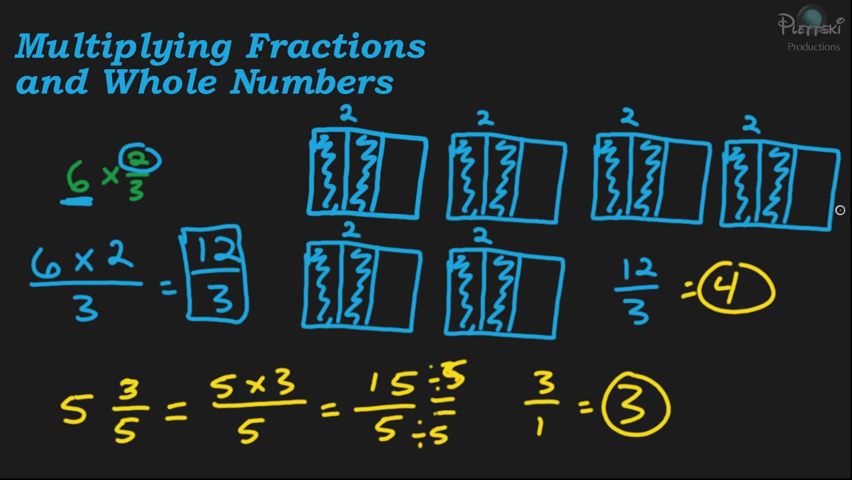 PLETTSKI
Productions
Multiplying Fractions
and Whole Numbers
2 2 2 2
6 × 2/3
2 2
6 × 2 / 3 = 12/3
12/3 = 4
5 3/5 = 5 × 3 / 5 = 15 ÷ 5 / 5 ÷ 5 = 3/1 = 3